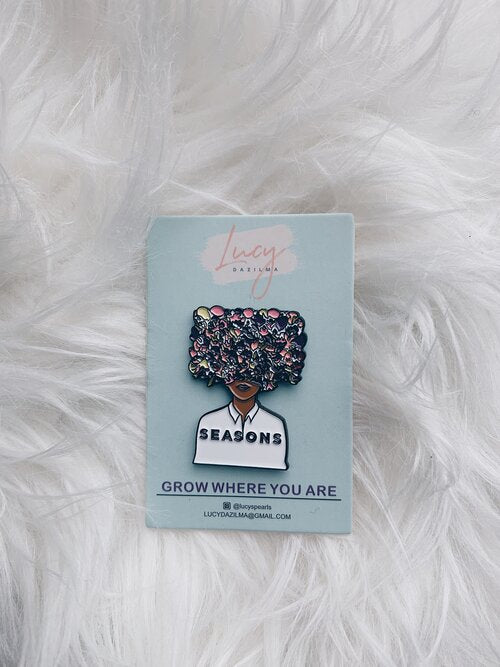 Lucy
DAZILMA
SEASONS
GROW WHERE YOU ARE
@lucyspearls
LUCYDAZILMA@GMAIL.COM